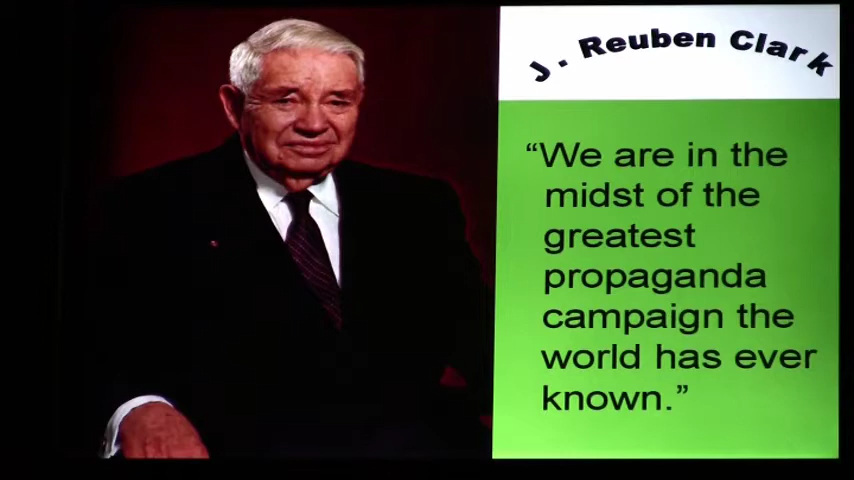 J. Reuben Clark
“We are in the
midst of the
greatest
propaganda
campaign the
world has ever
known.”